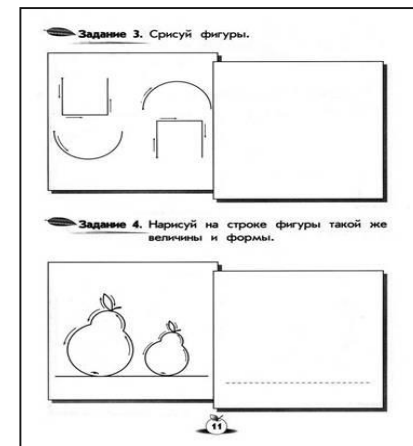 Задание 3. Срисуй фигуры.
Задание 4. Нарисуй на строке фигуры такой же
величины и формы.
11